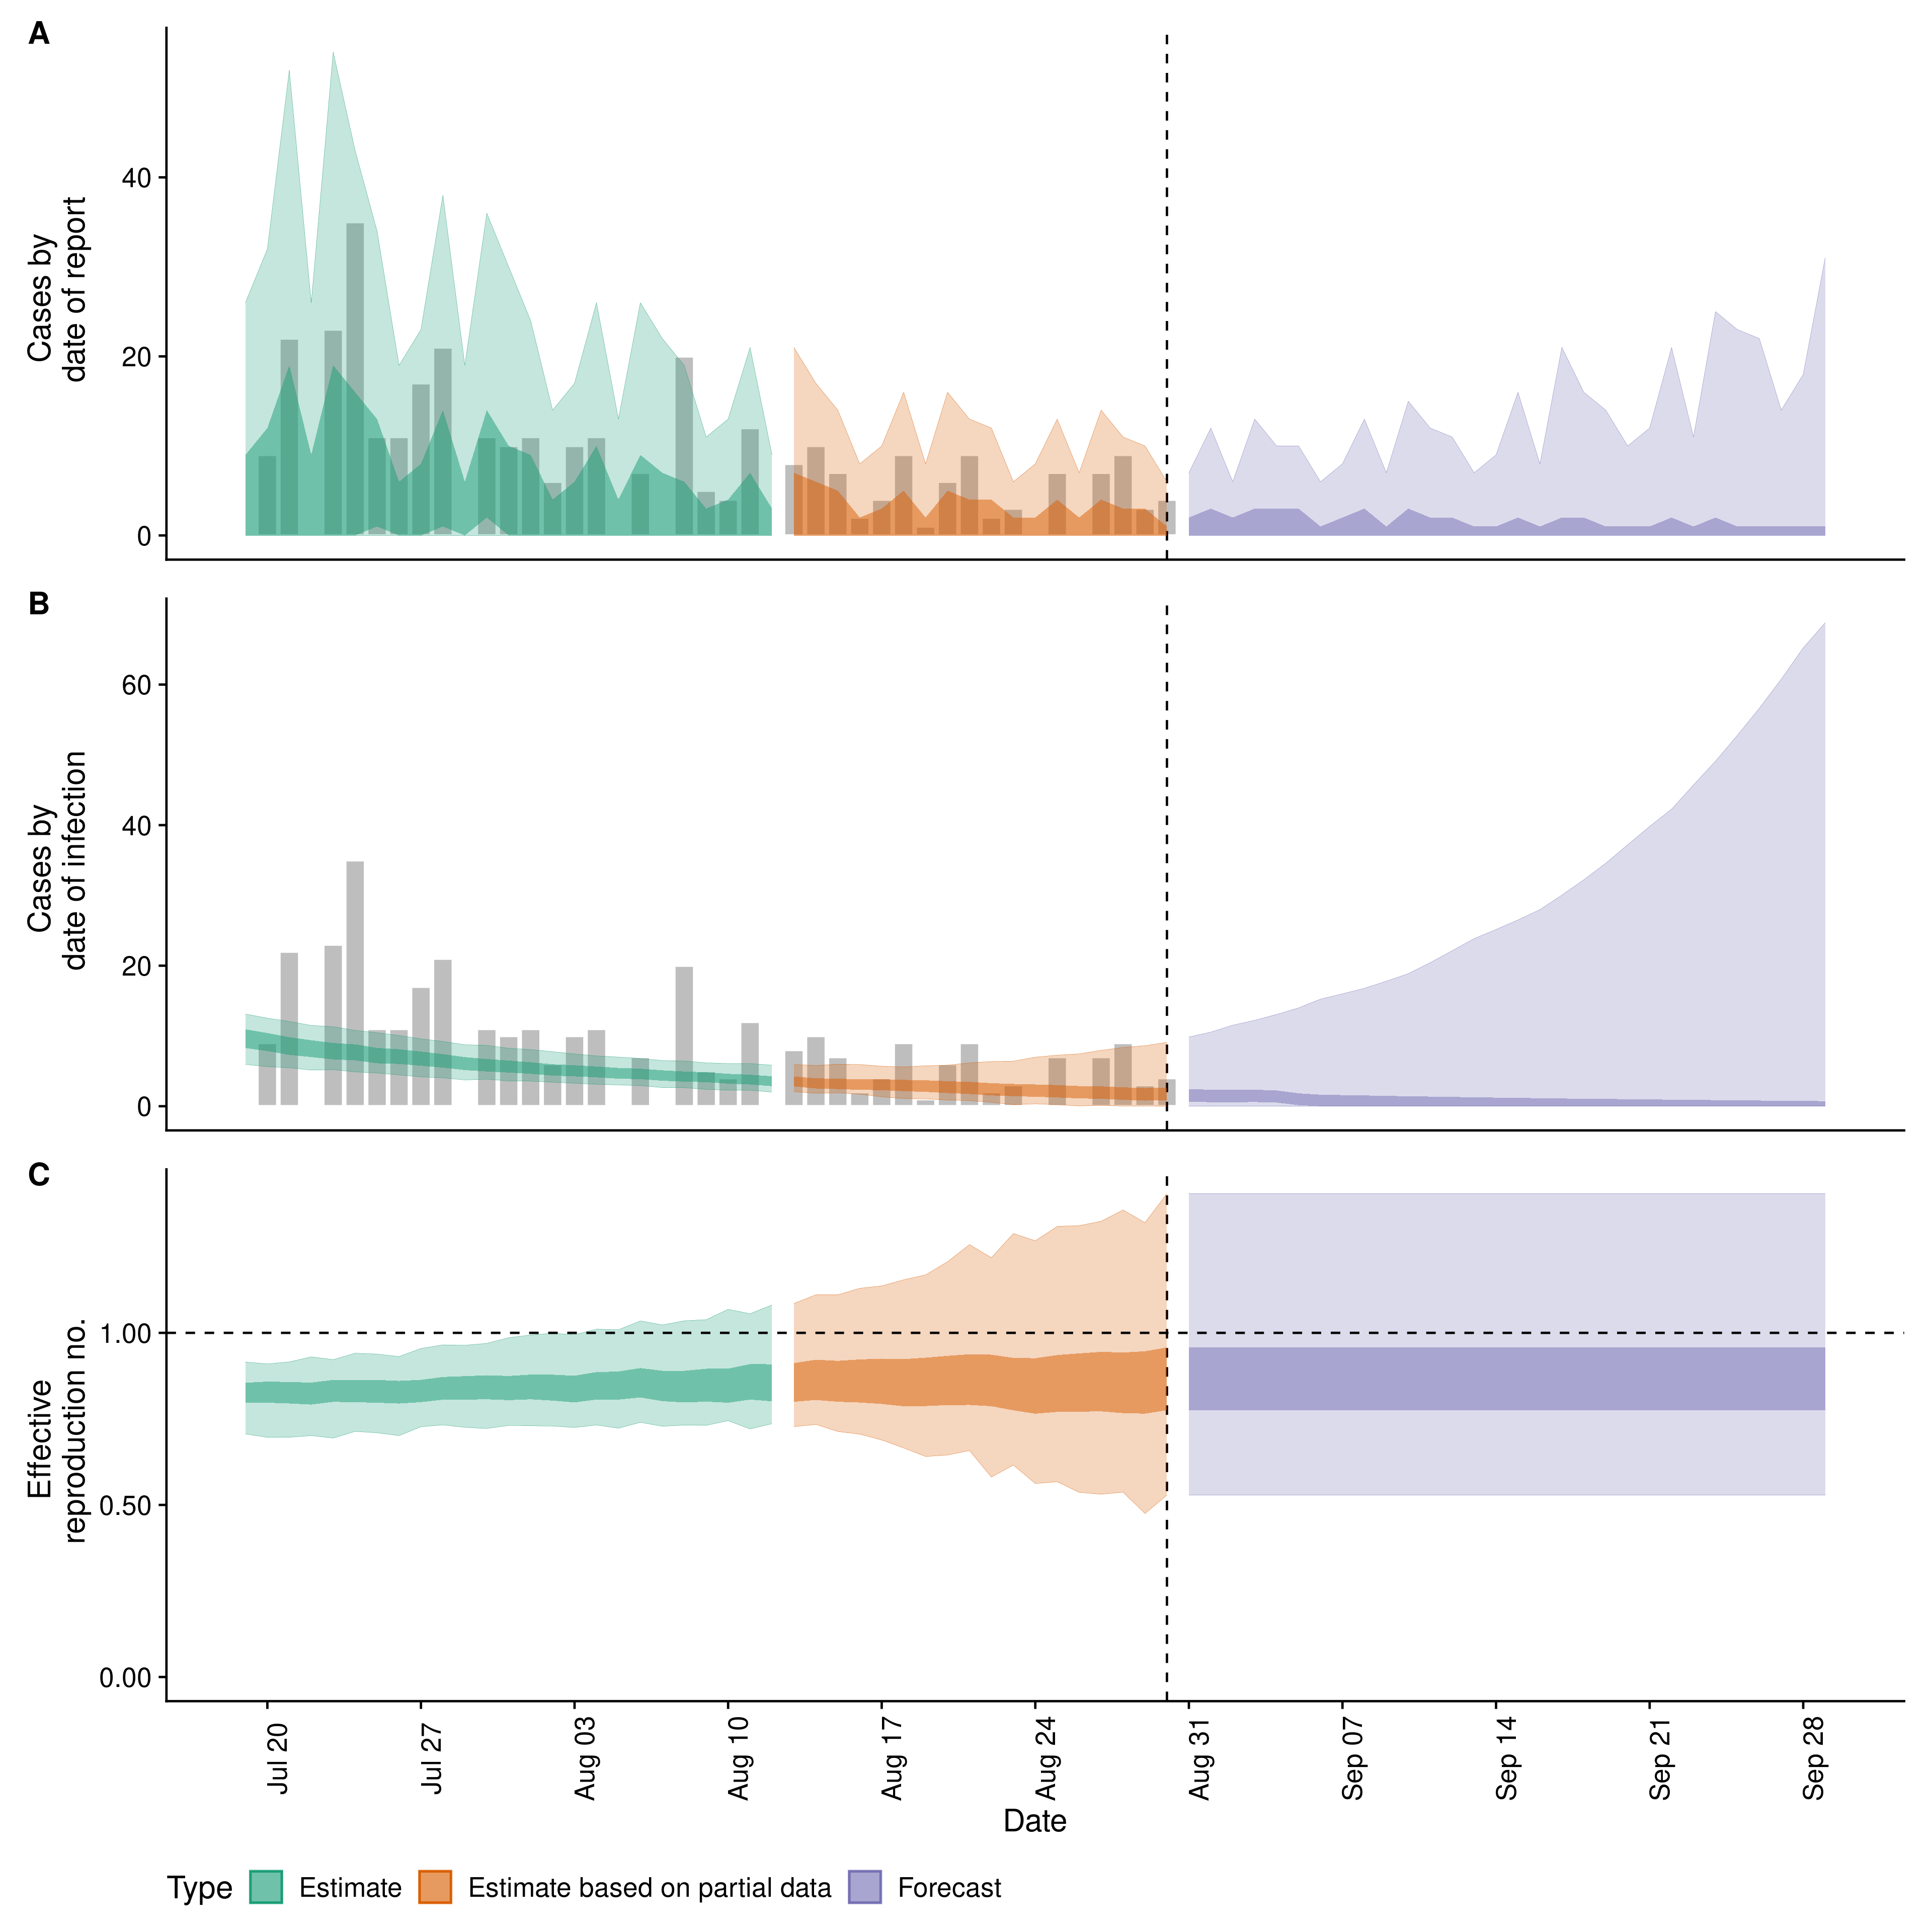 A
Cases by
date of report
40
20
0
B
Cases by
date of infection
60
40
20
0
C
Effective
reproduction no.
1.00
0.50
0.00
Jul 20
Jul 27
Aug 03
Aug 10
Aug 17
Aug 24
Aug 31
Sep 07
Sep 14
Sep 21
Sep 28
Date
Type Estimate Estimate based on partial data Forecast